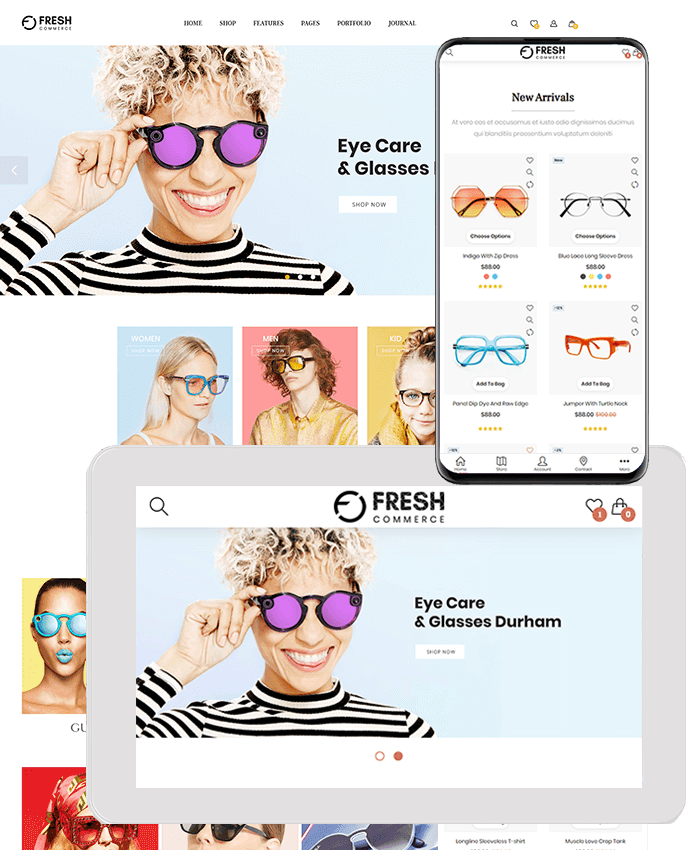 FRESH
COMMERCE
HOME SHOP FEATURES PAGES PORTFOLIO JOURNAL
Eye Care
& Glasses
SHOP NOW
WOMEN
SHOP NOW
MEN
SHOP NOW
KID
SHOP NOW
GU
FRESH
COMMERCE
New Arrivals
At vero eos et accusamus et iusto odio dignissimos ducimus
qui blanditiis praesentium voluptatum deleniti
New
Choose Options Choose Options
Indigo With Zip Dress Blue Lace Long Sleeve Dress
$88.00 $88.00
-12%
Add To Bag Add To Bag
Panel Dip Dye And Raw Edge Jumper With Turtle Neck
$88.00 $88.00 $100.00
-12% -12%
Home Store Account Contact More
FRESH
COMMERCE
1 0
Eye Care
& Glasses Durham
SHOP NOW
Longline Sleeveless T-shirt Muscle Love Crop Tank